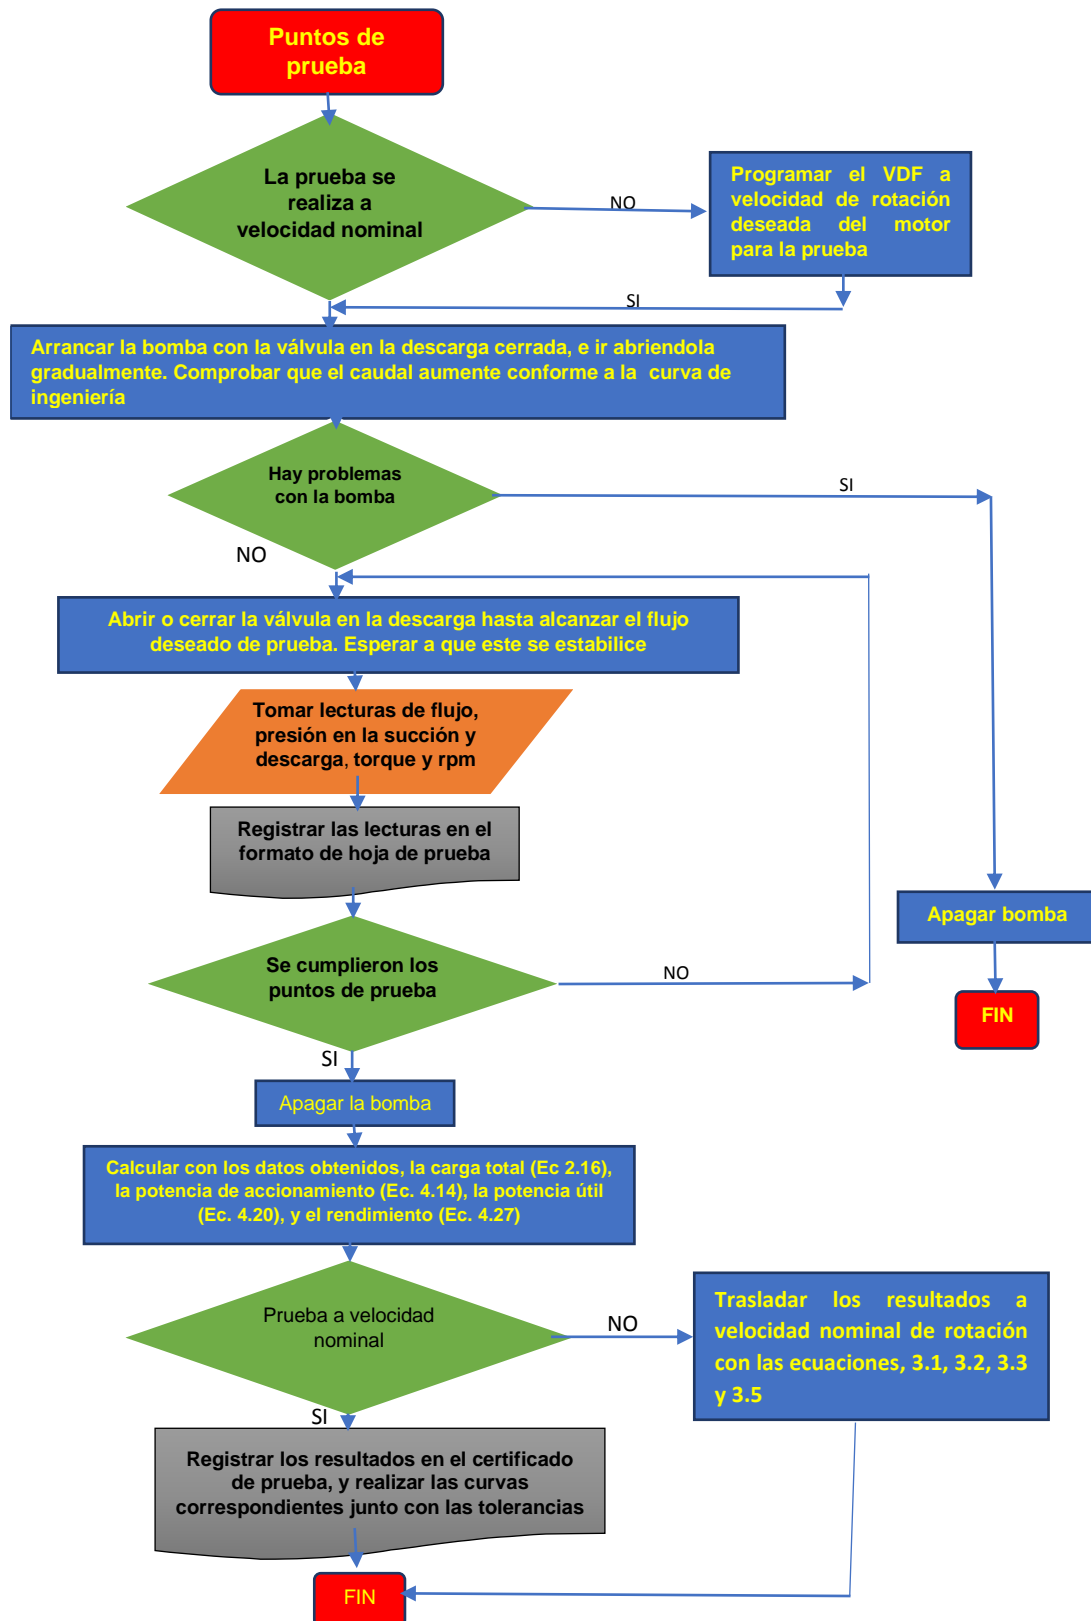 Puntos de
prueba
La prueba se
realiza a
velocidad nominal
NO
Programar el VDF a
velocidad de rotación
deseada del motor
para la prueba
SI
Arrancar la bomba con la válvula en la descarga cerrada, e ir abriendola
gradualmente. Comprobar que el caudal aumente conforme a la curva de
ingeniería
Hay problemas
con la bomba
SI
NO
Abrir o cerrar la válvula en la descarga hasta alcanzar el flujo
deseado de prueba. Esperar a que este se estabilice
Tomar lecturas de flujo,
presión en la succión y
descarga, torque y rpm
Registrar las lecturas en el
formato de hoja de prueba
Apagar bomba
Se cumplieron los
puntos de prueba
NO
FIN
SI
Apagar la bomba
Calcular con los datos obtenidos, la carga total (Ec 2.16),
la potencia de accionamiento (Ec. 4.14), la potencia útil
(Ec. 4.20), y el rendimiento (Ec. 4.27)
Prueba a velocidad
nominal
NO
Trasladar los resultados a
velocidad nominal de rotación
con las ecuaciones, 3.1, 3.2, 3.3
y 3.5
SI
Registrar los resultados en el certificado
de prueba, y realizar las curvas
correspondientes junto con las tolerancias
FIN